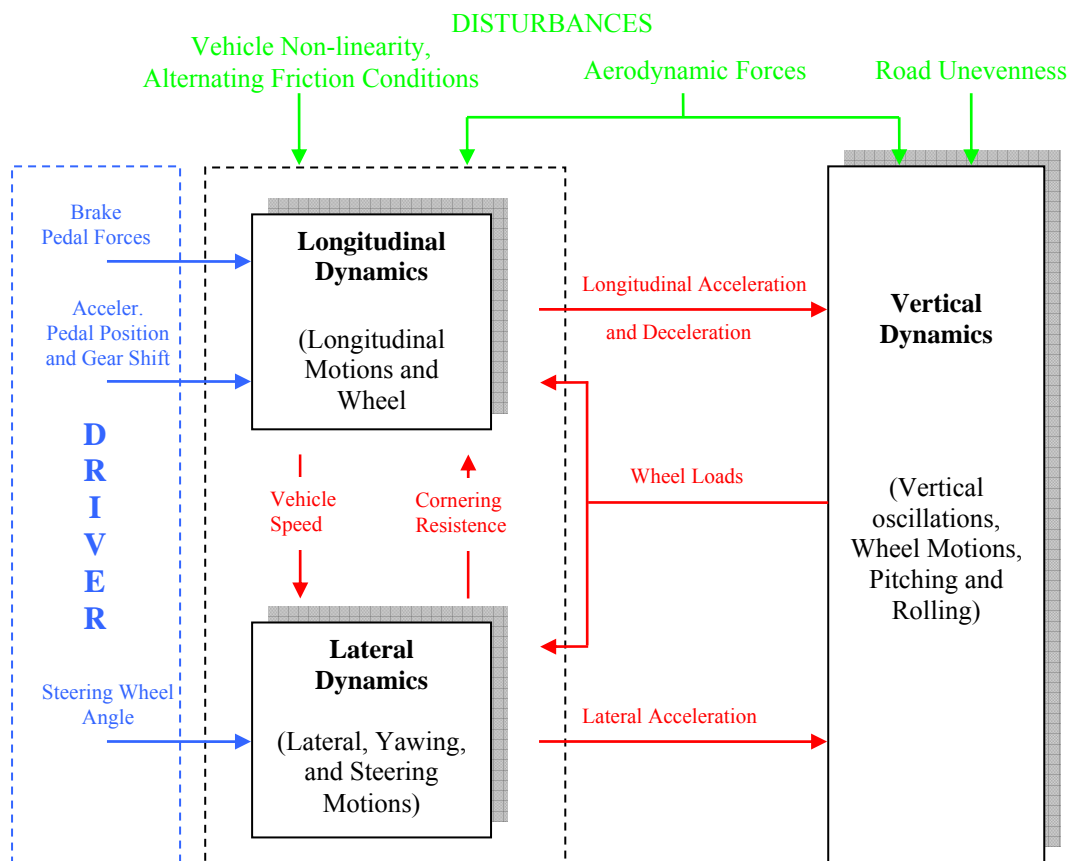 DISTURBANCES
Vehicle Non-linearity,
Alternating Friction Conditions
Aerodynamic Forces
Road Unevenness
Brake
Pedal Forces
Acceler.
Pedal Position
and Gear Shift
D
R
I
V
E
R
Steering Wheel
Angle
Longitudinal
Dynamics
(Longitudinal
Motions and
Wheel
Vehicle
Speed
Cornering
Resistence
Lateral
Dynamics
(Lateral, Yawing,
and Steering
Motions)
Longitudinal Acceleration
and Deceleration
Wheel Loads
Lateral Acceleration
Vertical
Dynamics
(Vertical
oscillations,
Wheel Motions,
Pitching and
Rolling)